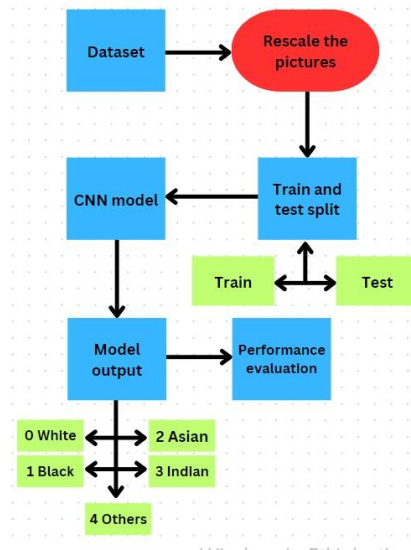 Dataset
Rescale the
pictures
CNN model
Train and
test split
Train
Test
Model
output
Performance
evaluation
0 White
2 Asian
1 Black
3 Indian
4 Others